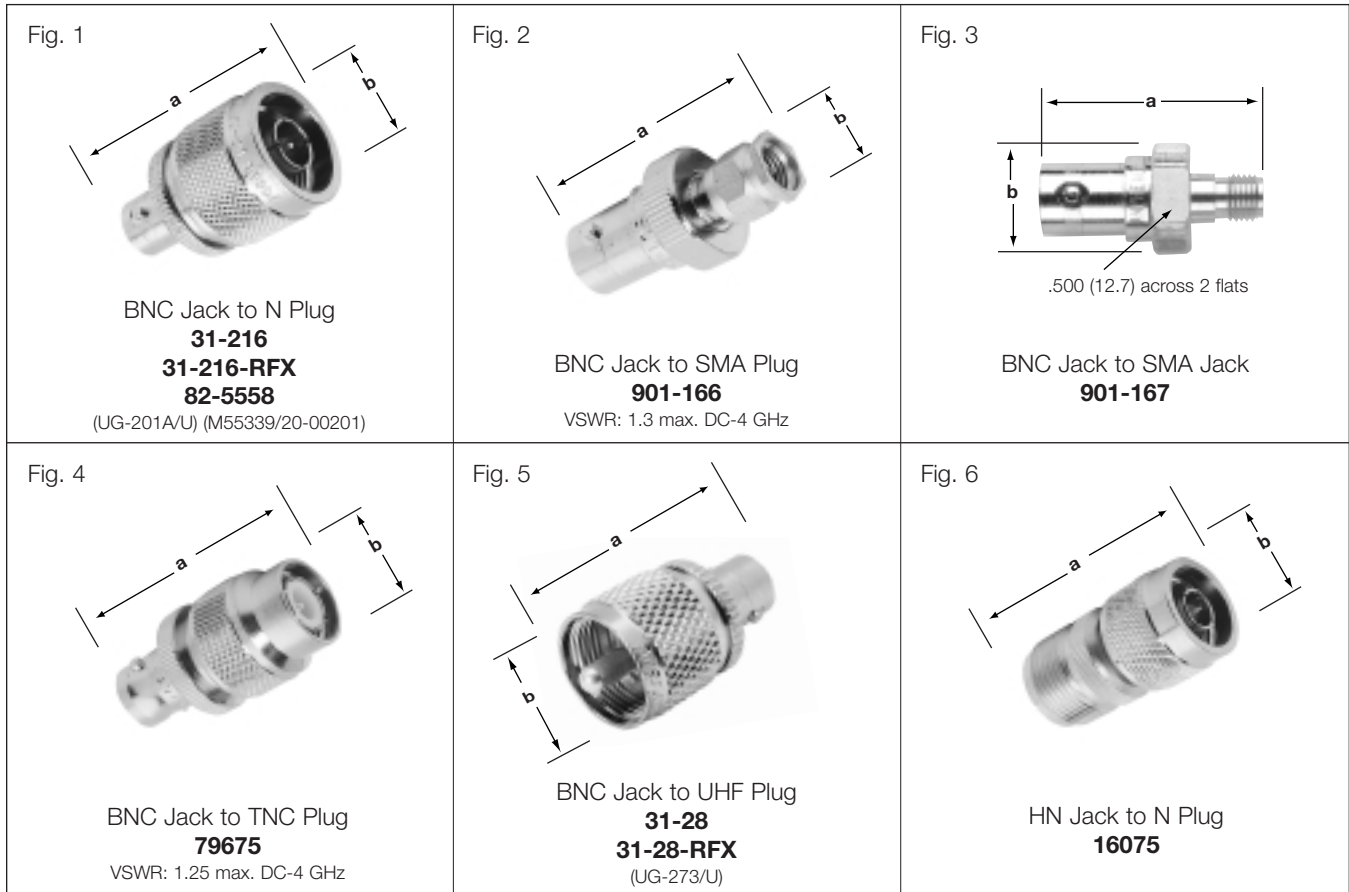 Fig. 1
a
b
BNC Jack to N Plug
31-216
31-216-RFX
82-5558
(UG-201A/U) (M55339/20-00201)
Fig. 2
a
b
BNC Jack to SMA Plug
901-166
VSWR: 1.3 max. DC-4 GHz
Fig. 3
a
b
.500 (12.7) across 2 flats
BNC Jack to SMA Jack
901-167
Fig. 4
a
b
BNC Jack to TNC Plug
79675
VSWR: 1.25 max. DC-4 GHz
Fig. 5
a
b
BNC Jack to UHF Plug
31-28
31-28-RFX
(UG-273/U)
Fig. 6
a
b
HN Jack to N Plug
16075